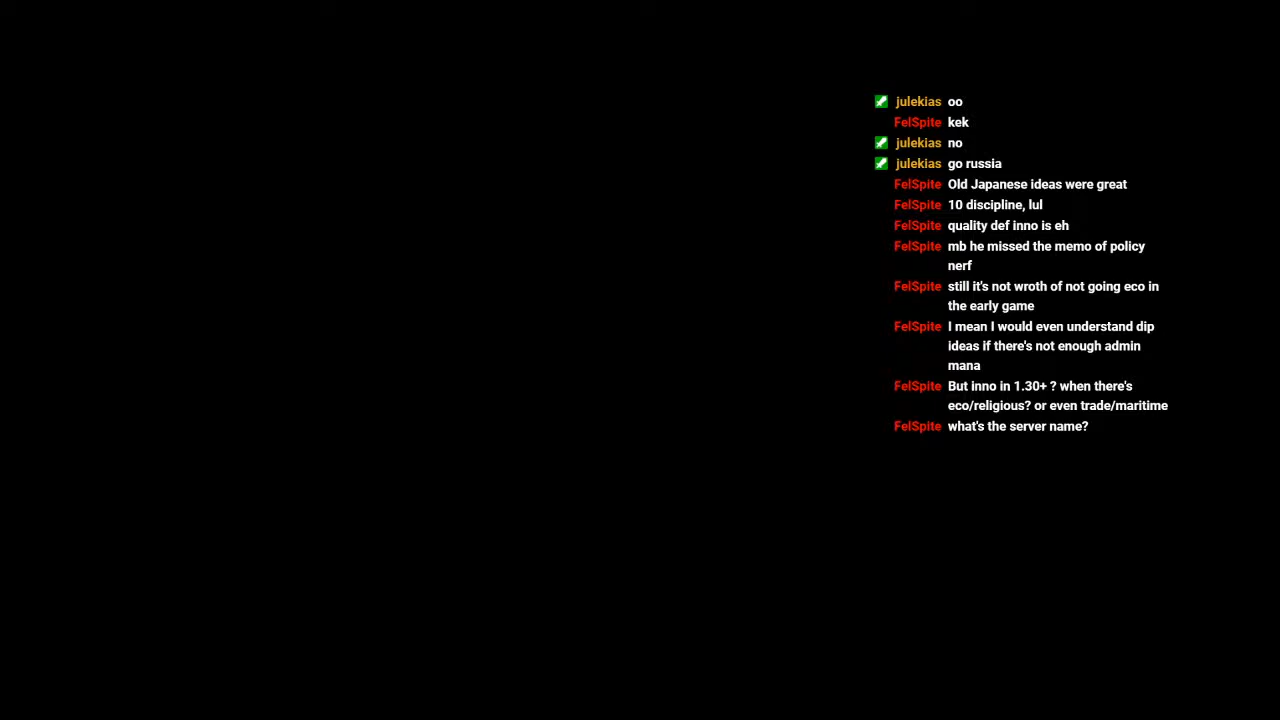 julekias oo
FelSpite kek
julekias no
julekias go russia
FelSpite Old Japanese ideas were great
FelSpite 10 discipline, lul
FelSpite quality def inno is eh
FelSpite mb he missed the memo of policy
nerf
FelSpite still it's not wroth of not going eco in
the early game
FelSpite I mean I would even understand dip
ideas if there's not enough admin
mana
FelSpite But inno in 1.30+ ? when there's
eco/religious? or even trade/maritime
FelSpite what's the server name?